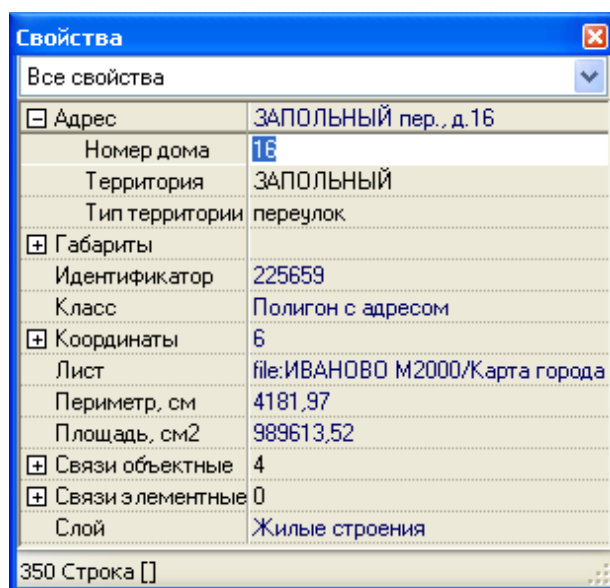 Свойства
Все свойства
Адрес ЗАПОЛЬНЫЙ пер., д.16
Номер дома 16
Территория ЗАПОЛЬНЫЙ
Тип территории переулок
Габариты
Идентификатор 225659
Класс Полигон с адресом
Координаты 6
Лист file:ИВАНОВО М2000/Карта города
Периметр, см 4181,97
Площадь, см2 989613,52
Связи объектные 4
Связи элементные 0
Слой Жилые строения
350 Строка []